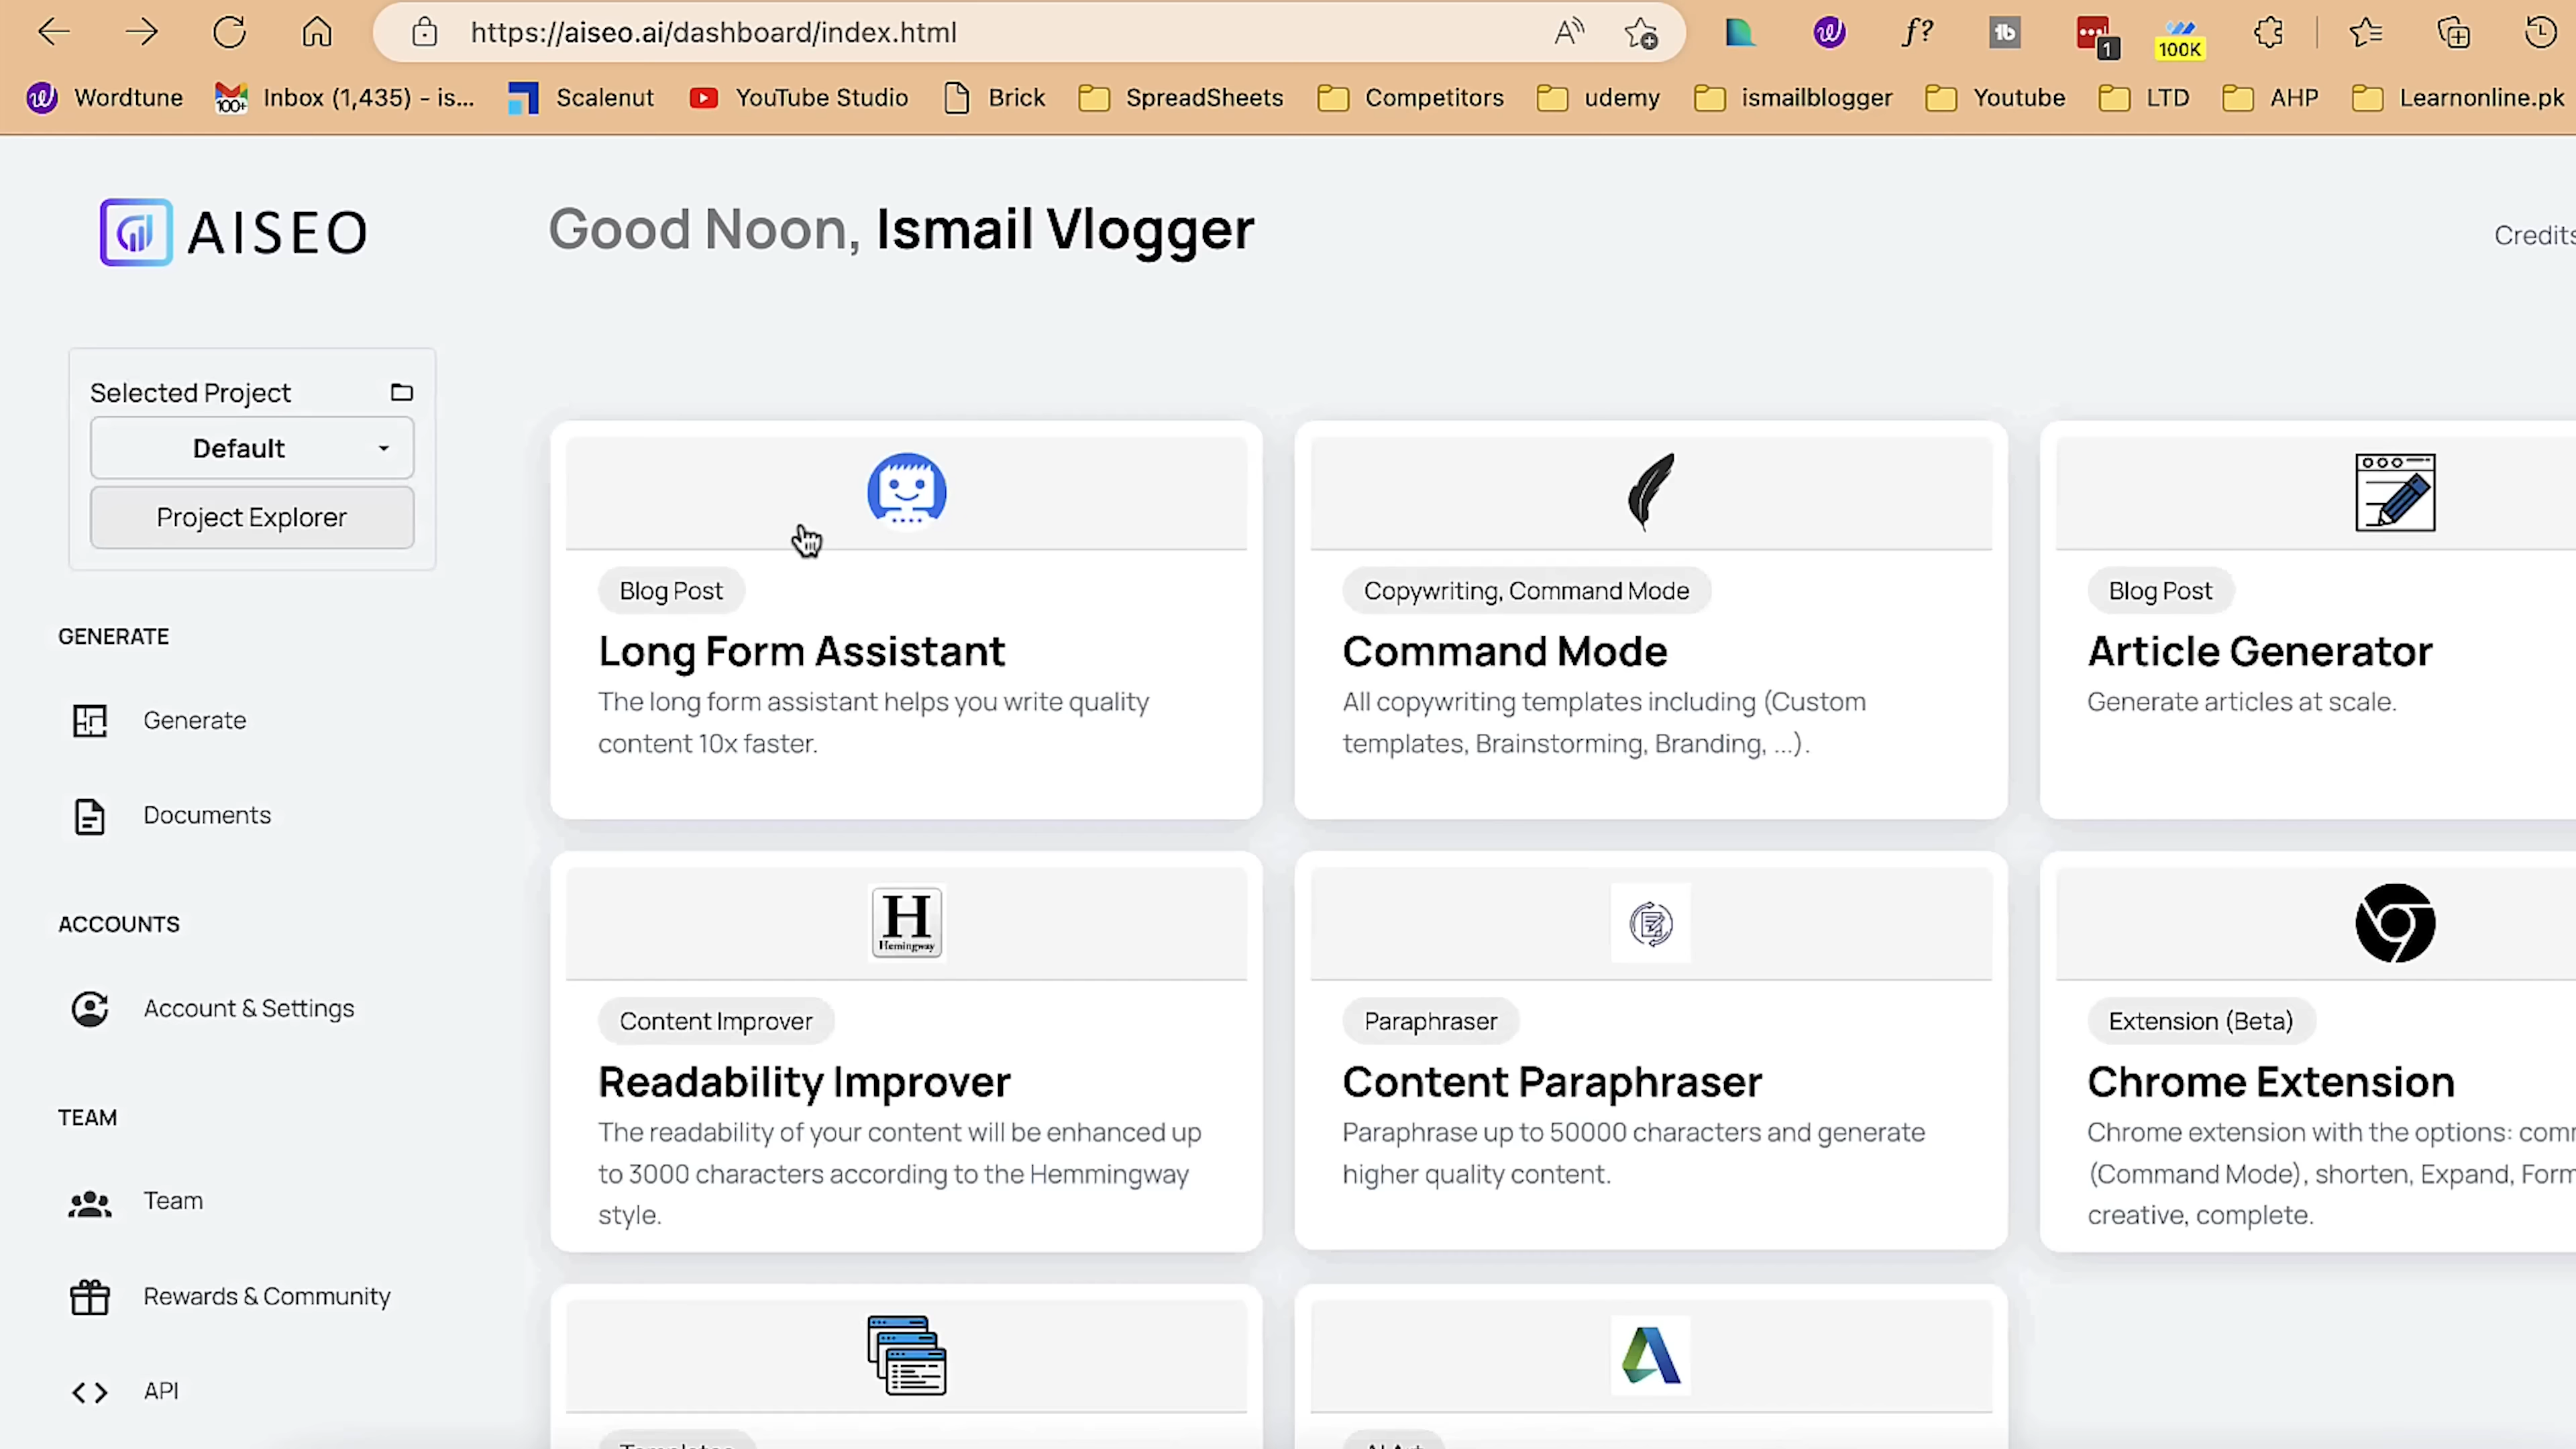 https://aiseo.ai/dashboard/index.html
1
100K
Wordtune
100+
Inbox (1,435) - is...
Scalenut
YouTube Studio
Brick
SpreadSheets
Competitors
udemy
ismailblogger
Youtube
LTD
AHP
Learnonline.pk
AISEO
Good Noon, Ismail Vlogger
Credits
Selected Project
Default
Project Explorer
GENERATE
Generate
Documents
ACCOUNTS
Account & Settings
TEAM
Team
Rewards & Community
API
Blog Post
Long Form Assistant
The long form assistant helps you write quality
content 10x faster.
Copywriting, Command Mode
Command Mode
All copywriting templates including (Custom
templates, Brainstorming, Branding, ...).
Blog Post
Article Generator
Generate articles at scale.
H
Hemingway
Content Improver
Readability Improver
The readability of your content will be enhanced up
to 3000 characters according to the Hemmingway
style.
Paraphraser
Content Paraphraser
Paraphrase up to 50000 characters and generate
higher quality content.
Extension (Beta)
Chrome Extension
Chrome extension with the options:
(Command Mode), shorten, Expand,
creative, complete.